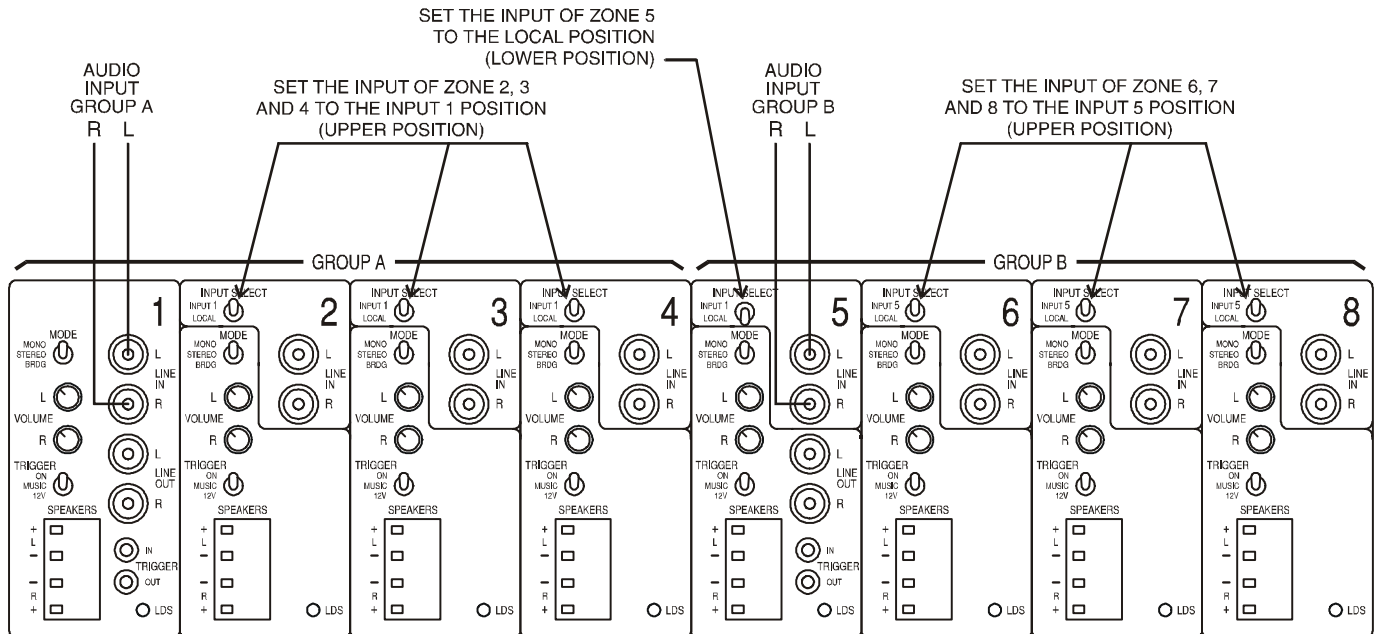 SET THE INPUT OF ZONE 5
TO THE LOCAL POSITION
(LOWER POSITION)
AUDIO
INPUT
GROUP A
R L
SET THE INPUT OF ZONE 2, 3
AND 4 TO THE INPUT 1 POSITION
(UPPER POSITION)
AUDIO
INPUT
GROUP B
R L
SET THE INPUT OF ZONE 6, 7
AND 8 TO THE INPUT 5 POSITION
(UPPER POSITION)
GROUP A
GROUP B
1
MODE
MONO
STEREO
BRDG
L
LINE
IN
R
L
VOLUME
R
L
LINE
OUT
R
TRIGGER
ON
MUSIC
12V
SPEAKERS
+
L
–
–
R
+
IN
TRIGGER
OUT
LDS
INPUT SELECT
INPUT 1
LOCAL
2
MODE
MONO
STEREO
BRDG
L
LINE
IN
R
L
VOLUME
R
TRIGGER
ON
MUSIC
12V
SPEAKERS
+
L
–
–
R
+
LDS
INPUT SELECT
INPUT 1
LOCAL
3
MODE
MONO
STEREO
BRDG
L
LINE
IN
R
L
VOLUME
R
TRIGGER
ON
MUSIC
12V
SPEAKERS
+
L
–
–
R
+
LDS
INPUT SELECT
INPUT 1
LOCAL
4
MODE
MONO
STEREO
BRDG
L
LINE
IN
R
L
VOLUME
R
TRIGGER
ON
MUSIC
12V
SPEAKERS
+
L
–
–
R
+
LDS
INPUT SELECT
INPUT 1
LOCAL
5
MODE
MONO
STEREO
BRDG
L
LINE
IN
R
L
VOLUME
R
L
LINE
OUT
R
TRIGGER
ON
MUSIC
12V
SPEAKERS
+
L
–
–
R
+
IN
TRIGGER
OUT
LDS
INPUT SELECT
INPUT 5
LOCAL
6
MODE
MONO
STEREO
BRDG
L
LINE
IN
R
L
VOLUME
R
TRIGGER
ON
MUSIC
12V
SPEAKERS
+
L
–
–
R
+
LDS
INPUT SELECT
INPUT 5
LOCAL
7
MODE
MONO
STEREO
BRDG
L
LINE
IN
R
L
VOLUME
R
TRIGGER
ON
MUSIC
12V
SPEAKERS
+
L
–
–
R
+
LDS
INPUT SELECT
INPUT 5
LOCAL
8
MODE
MONO
STEREO
BRDG
L
LINE
IN
R
L
VOLUME
R
TRIGGER
ON
MUSIC
12V
SPEAKERS
+
L
–
–
R
+
LDS